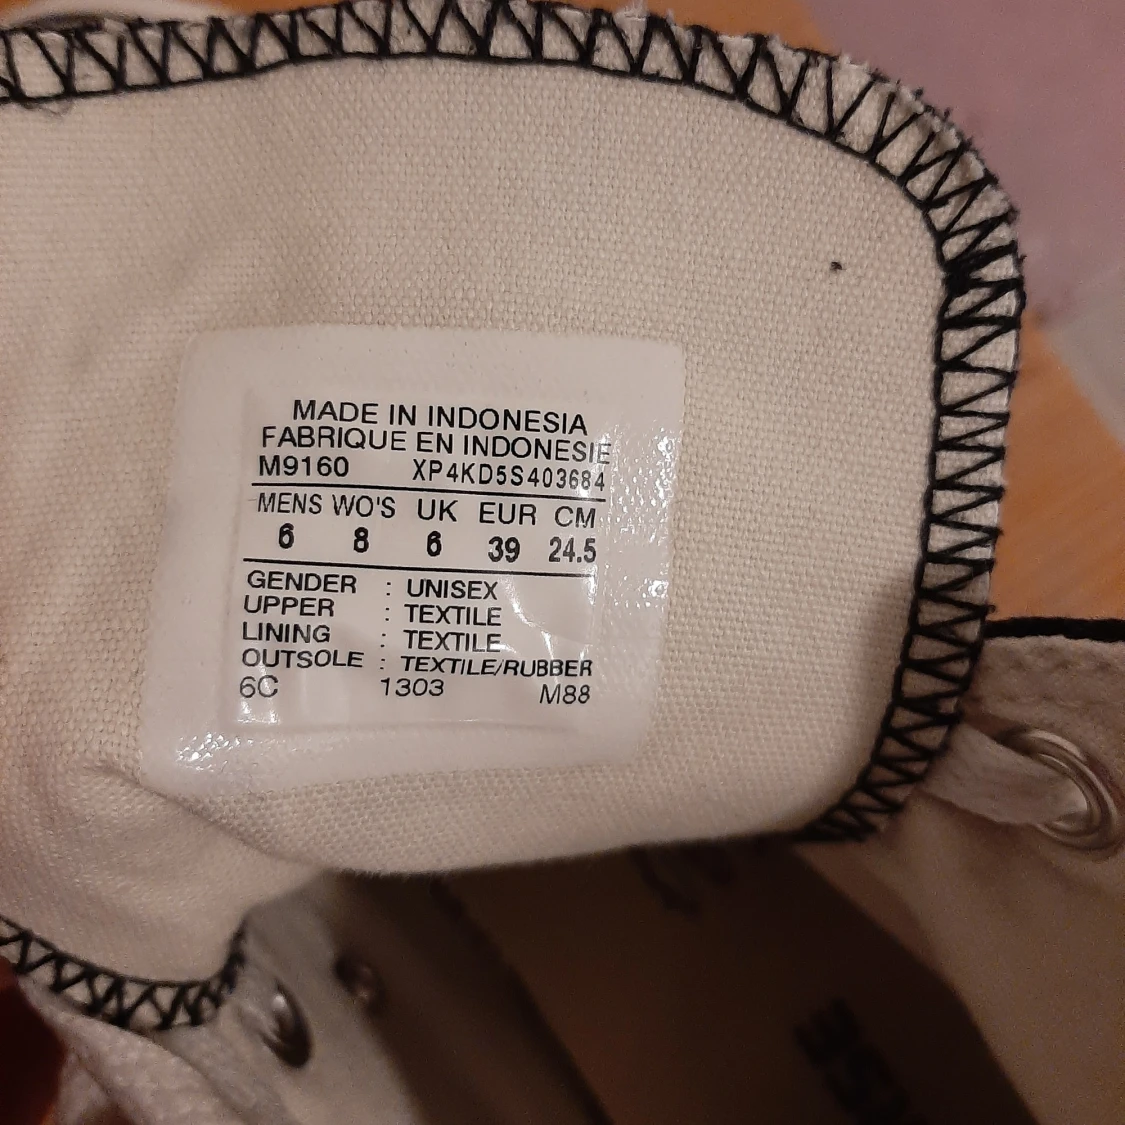 MADE IN INDONESIA
FABRIQUE EN INDONESIE
M9160 XP4KD5S403684
MENS WO'S UK EUR CM
6 8 6 39 24.5
GENDER : UNISEX
UPPER : TEXTILE
LINING : TEXTILE
OUTSOLE : TEXTILE/RUBBER
6C 1303 M88